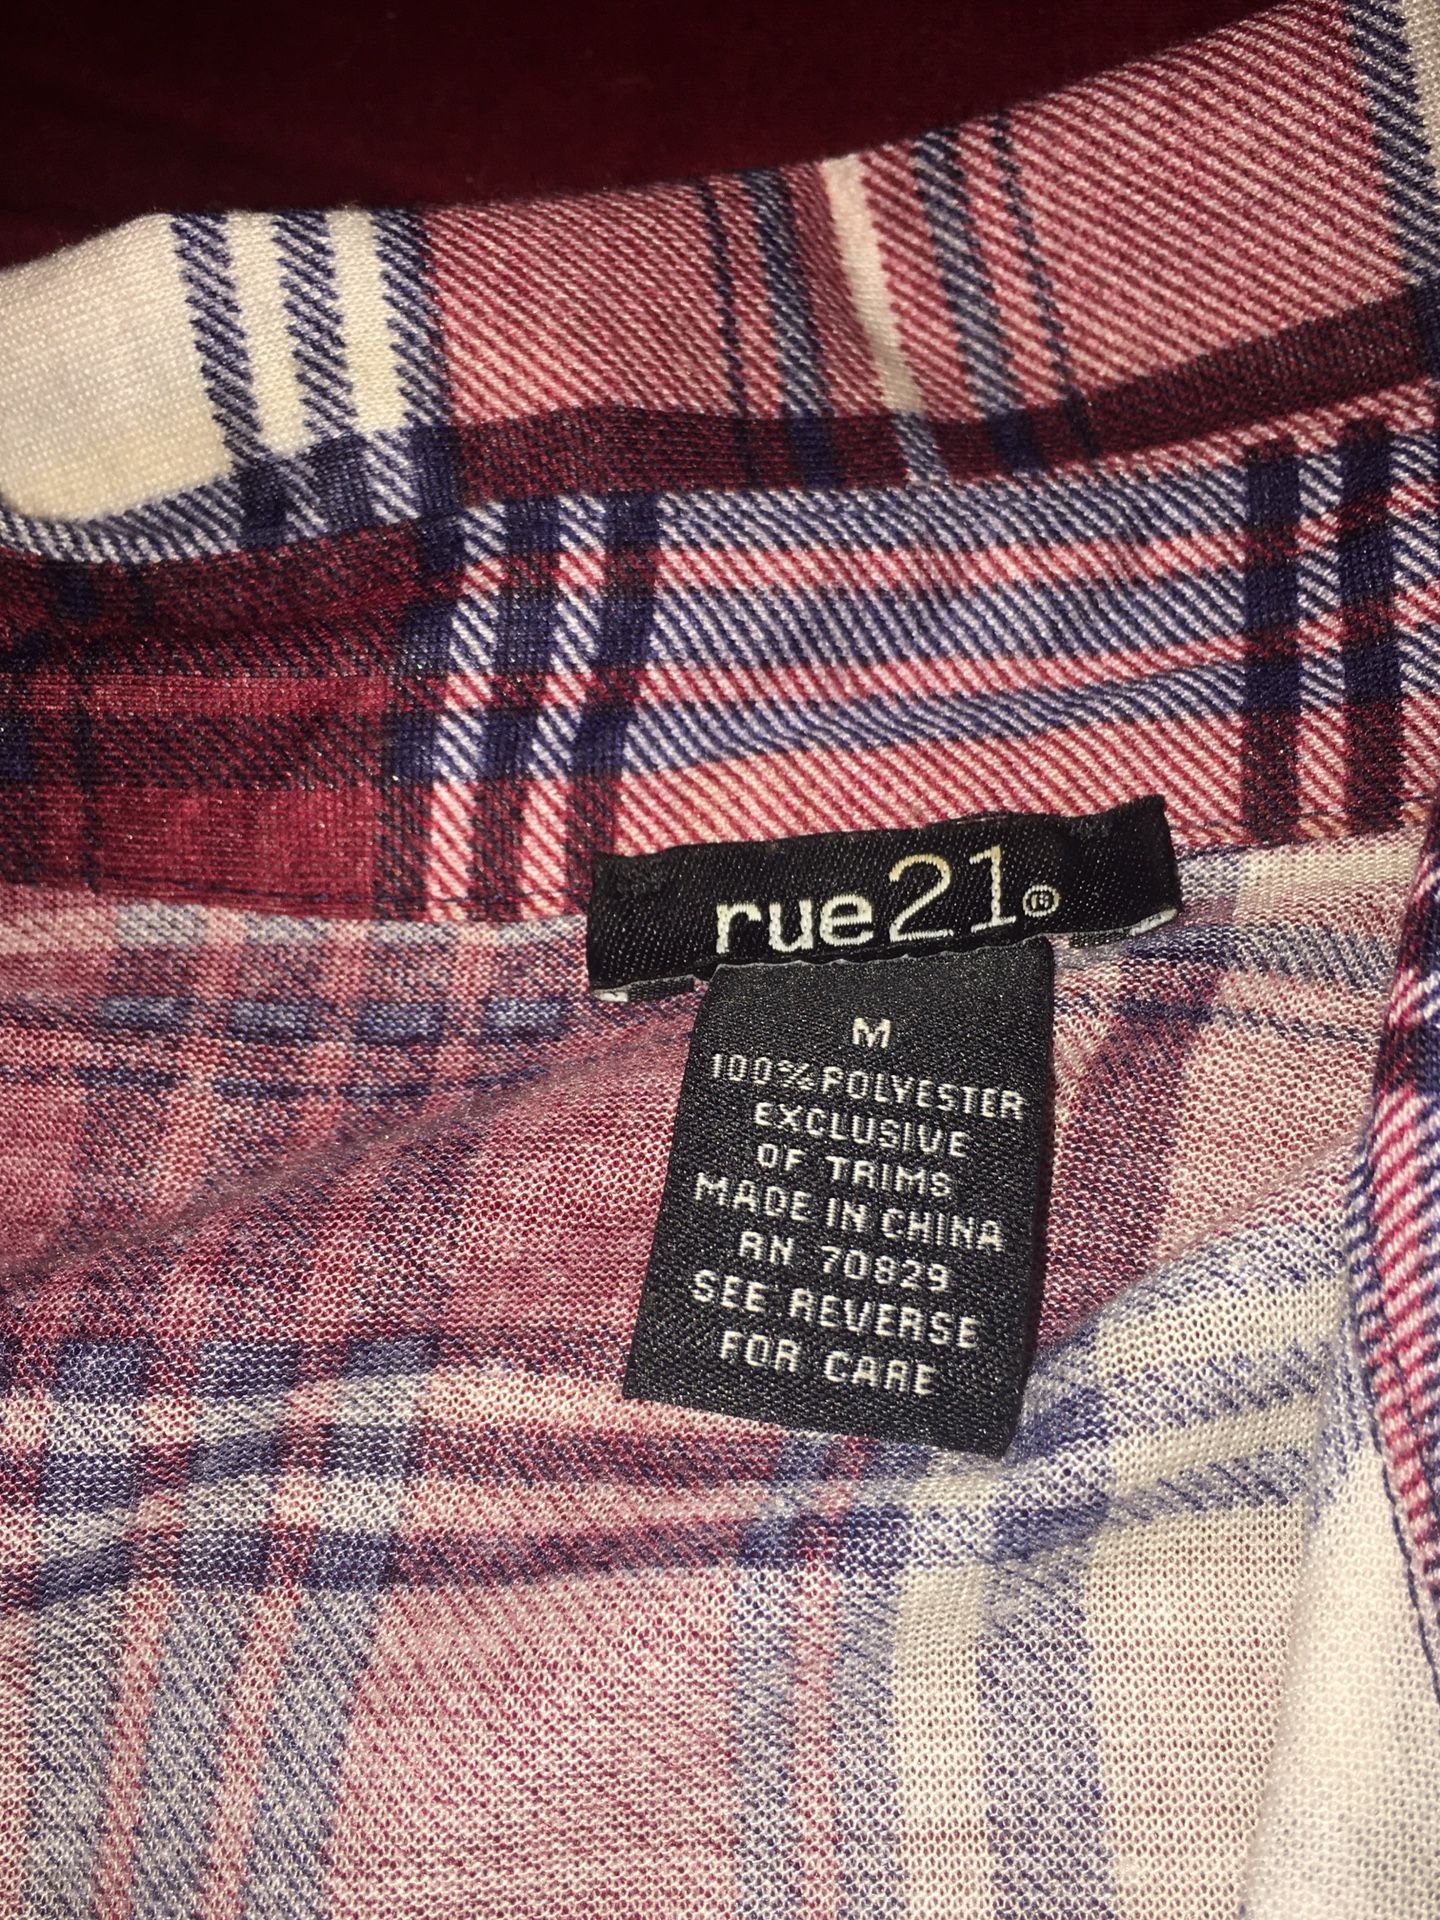 rue21®
M
100% POLYESTER
EXCLUSIVE
OF TRIMS
MADE IN CHINA
RN 70829
SEE REVERSE
FOR CARE